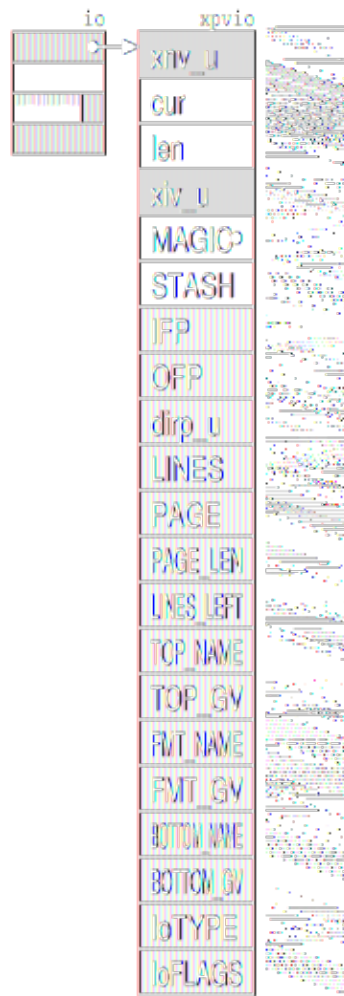 io xpvio
xnv_u
cur
len
xiv_u
MAGIC
STASH
IFP
OFP
dirp_u
LINES
PAGE
PAGE_LEN
LINES_LEFT
TOP_NAME
TOP_GV
FMT_NAME
FMT_GV
BOTTOM_NAME
BOTTOM_GV
IoTYPE
IoFLAGS